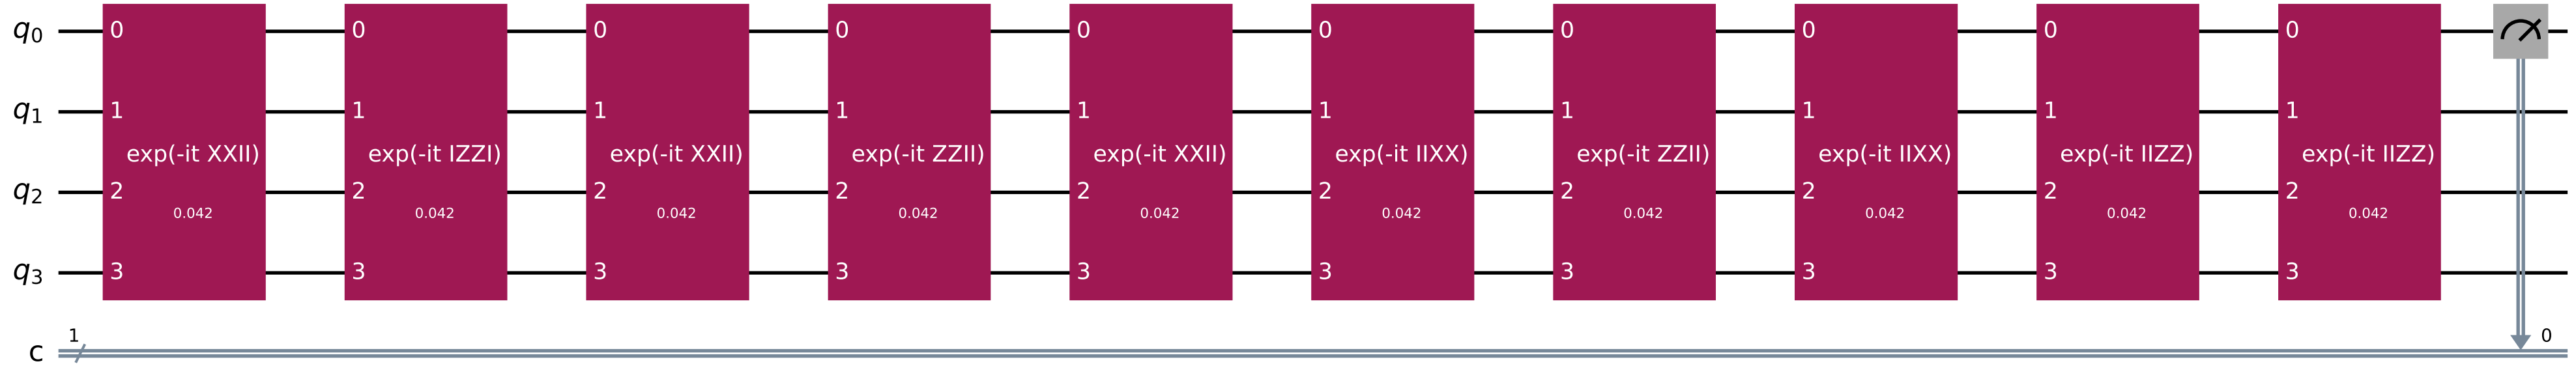 q0 0 0 0 0 0 0 0 0 0 0
q1 1 1 1 1 1 1 1 1 1 1
exp(-it XXII) exp(-it IZZI) exp(-it XXII) exp(-it ZZII) exp(-it XXII) exp(-it IIXX) exp(-it ZZII) exp(-it IIXX) exp(-it IIZZ) exp(-it IIZZ)
q2 2 2 2 2 2 2 2 2 2 2
0.042 0.042 0.042 0.042 0.042 0.042 0.042 0.042 0.042 0.042
q3 3 3 3 3 3 3 3 3 3 3
1 0
c